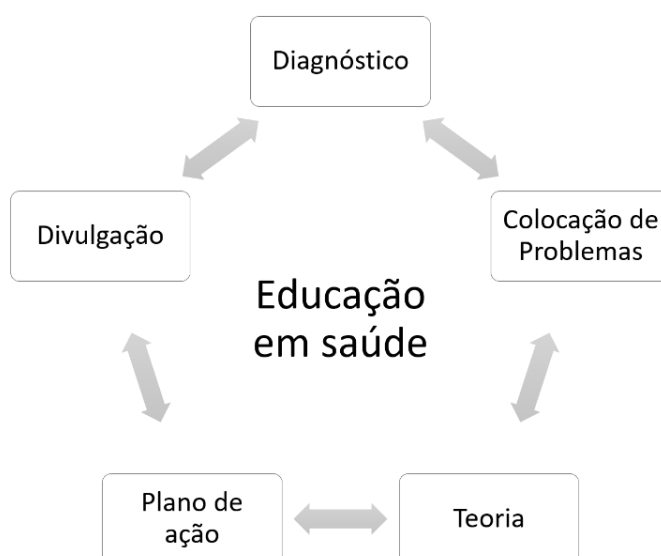 Diagnóstico
Colocação de
Problemas
Teoria
Plano de
ação
Divulgação
Educação
em saúde